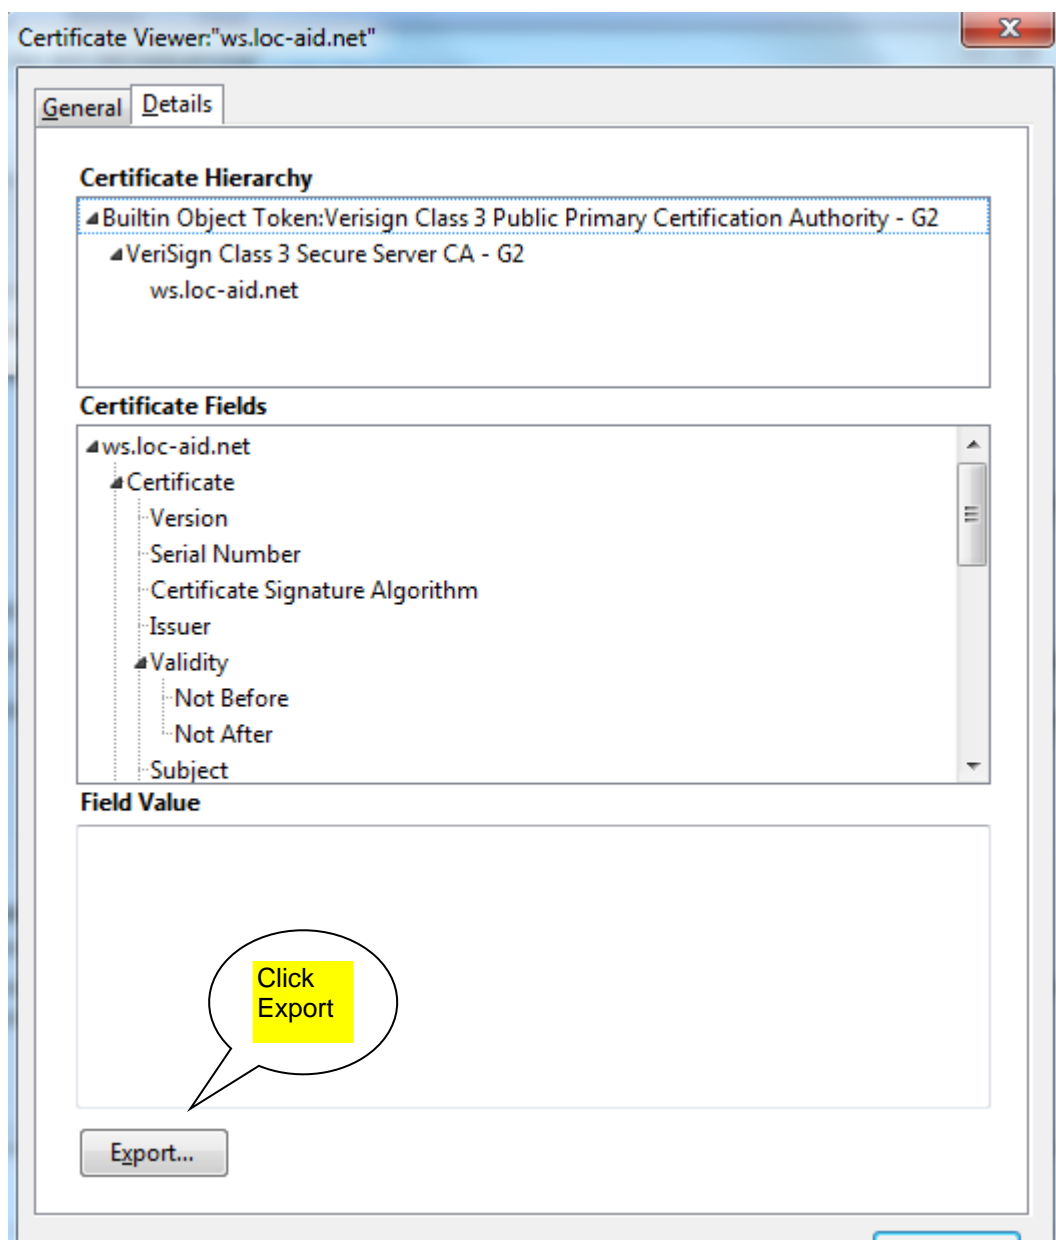 Certificate Viewer:"ws.loc-aid.net"
x
General Details
Certificate Hierarchy
Builtin Object Token:Verisign Class 3 Public Primary Certification Authority - G2
VeriSign Class 3 Secure Server CA - G2
ws.loc-aid.net
Certificate Fields
ws.loc-aid.net
Certificate
Version
Serial Number
Certificate Signature Algorithm
Issuer
Validity
Not Before
Not After
Subject
Field Value
Click
Export
Export...